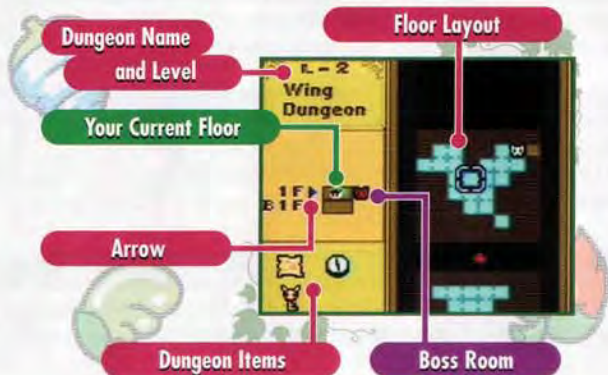 Dungeon Name
and Level
Floor Layout
L-2
Wing
Dungeon
Your Current Floor
1F
B1F
Arrow
Dungeon Items
Boss Room